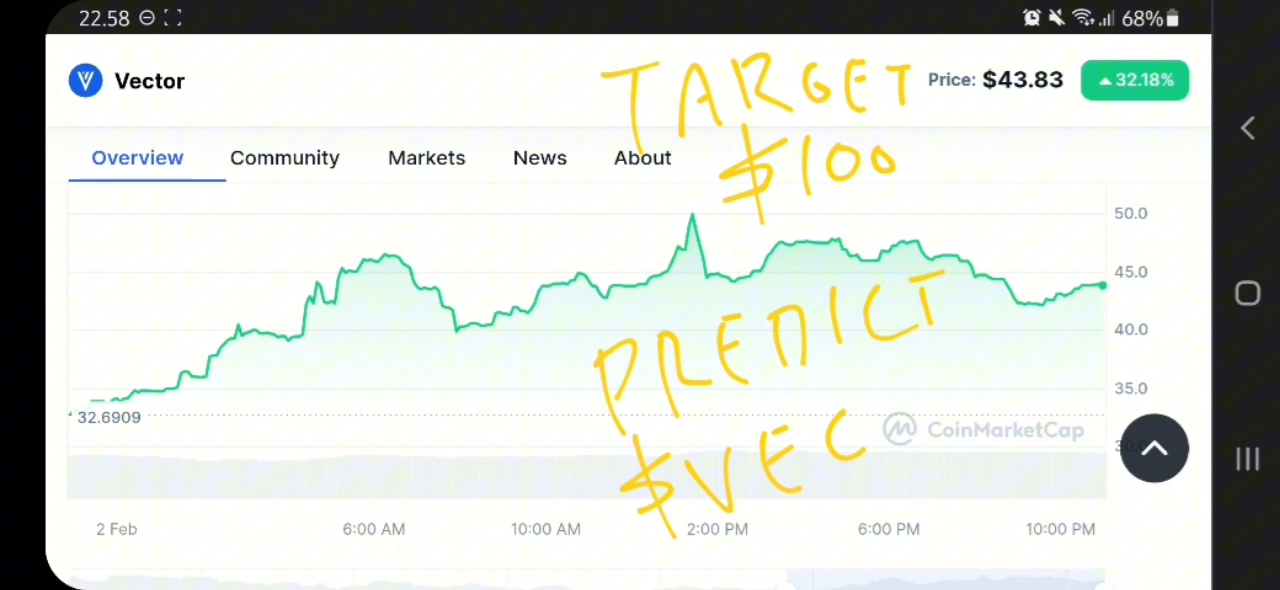 22.58
68%
Vector
Price: $43.83
32.18%
TARGET
$100
Overview Community Markets News About
50.0
45.0
40.0
35.0
32.6909
30.0
PREDICT
$VEC
CoinMarketCap
2 Feb 6:00 AM 10:00 AM 2:00 PM 6:00 PM 10:00 PM